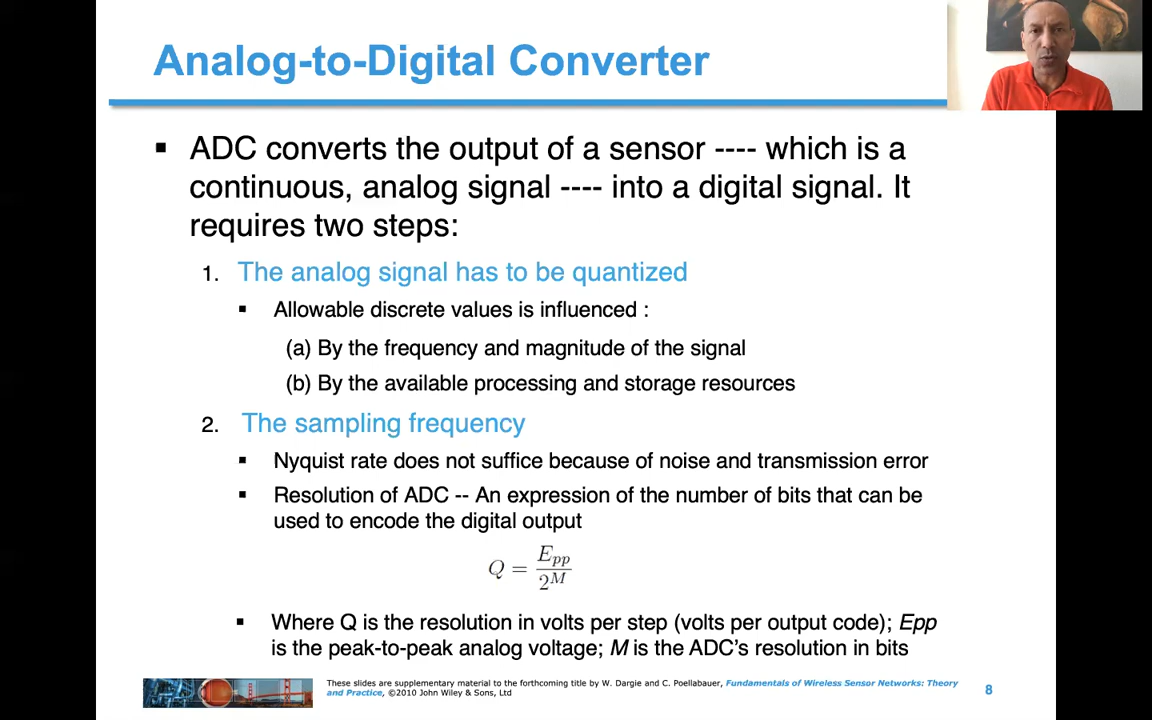 Analog-to-Digital Converter
▪ ADC converts the output of a sensor ---- which is a
continuous, analog signal ---- into a digital signal. It
requires two steps:
1. The analog signal has to be quantized
▪ Allowable discrete values is influenced :
(a) By the frequency and magnitude of the signal
(b) By the available processing and storage resources
2. The sampling frequency
▪ Nyquist rate does not suffice because of noise and transmission error
▪ Resolution of ADC -- An expression of the number of bits that can be
used to encode the digital output
Q = E_pp / 2^M
▪ Where Q is the resolution in volts per step (volts per output code); Epp
is the peak-to-peak analog voltage; M is the ADC's resolution in bits
These slides are supplementary material to the forthcoming title by W. Dargie and C. Poellabauer, Fundamentals of Wireless Sensor Networks: Theory
and Practice, ©2010 John Wiley & Sons, Ltd
8